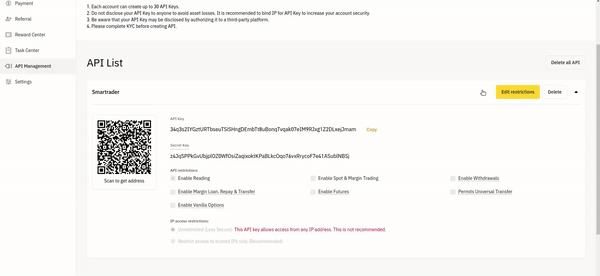 Payment
Referral
Reward Center
Task Center
API Management
Settings
1. Each account can create up to 30 API Keys.
2. Do not disclose your API Key to anyone to avoid asset losses. It is recommended to bind IP for API Key to increase your account security.
3. Be aware that your API Key may be disclosed by authorizing it to a third-party platform.
4. Please complete KYC before creating API.
API List
Delete all API
Smartrader
Edit restrictions
Delete
API Key
Copy
Secret Key
Scan to get address
API restrictions
Enable Reading
Enable Spot & Margin Trading
Enable Withdrawals
Enable Margin Loan, Repay & Transfer
Enable Futures
Permits Universal Transfer
Enable Vanilla Options
IP access restrictions:
Unrestricted (Less Secure) This API key allows access from any IP address. This is not recommended.
Restrict access to trusted IPs only (Recommended)